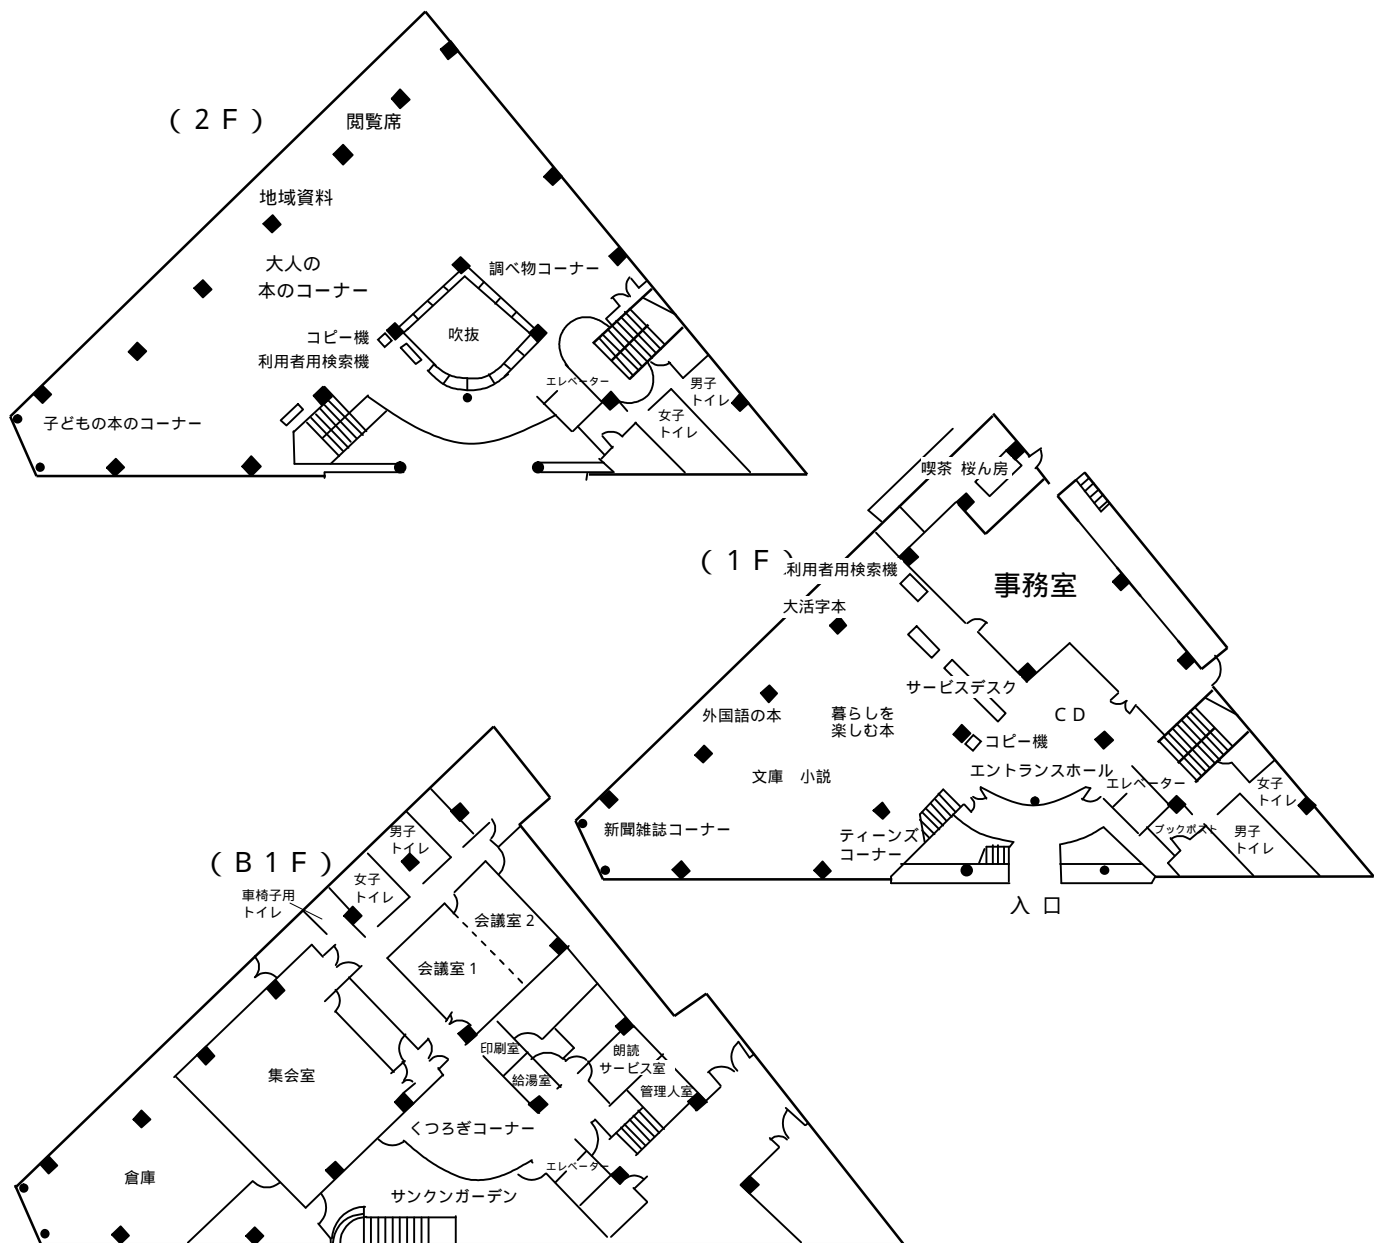 (２Ｆ)
閲覧席
地域資料
大人の
本のコーナー
調べ物コーナー
コピー機
吹抜
利用者用検索機
エレベーター
男子
トイレ
女子
トイレ
子どもの本のコーナー
(１Ｆ)
喫茶 桜ん房
利用者用検索機
事務室
大活字本
サービスデスク
外国語の本
暮らしを
楽しむ本
ＣＤ
コピー機
文庫　小説
エントランスホール
エレベーター
女子
トイレ
新聞雑誌コーナー
ティーンズ
コーナー
ブックポスト
男子
トイレ
入口
(Ｂ１Ｆ)
男子
トイレ
女子
トイレ
車椅子用
トイレ
会議室２
会議室１
印刷室
朗読
サービス室
集会室
給湯室
管理人室
くつろぎコーナー
エレベーター
倉庫
サンクンガーデン